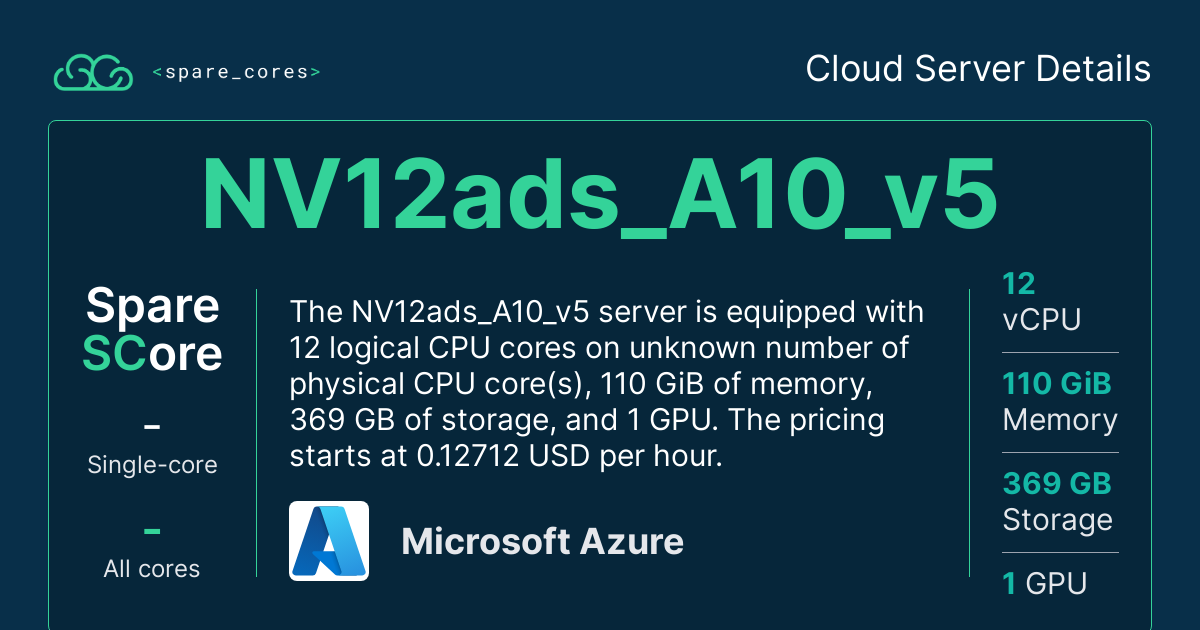 <spare_cores>
Cloud Server Details
NV12ads_A10_v5
Spare
SCore
–
Single-core
–
All cores
The NV12ads_A10_v5 server is equipped with
12 logical CPU cores on unknown number of
physical CPU core(s), 110 GiB of memory,
369 GB of storage, and 1 GPU. The pricing
starts at 0.12712 USD per hour.
Microsoft Azure
12
vCPU
110 GiB
Memory
369 GB
Storage
1 GPU